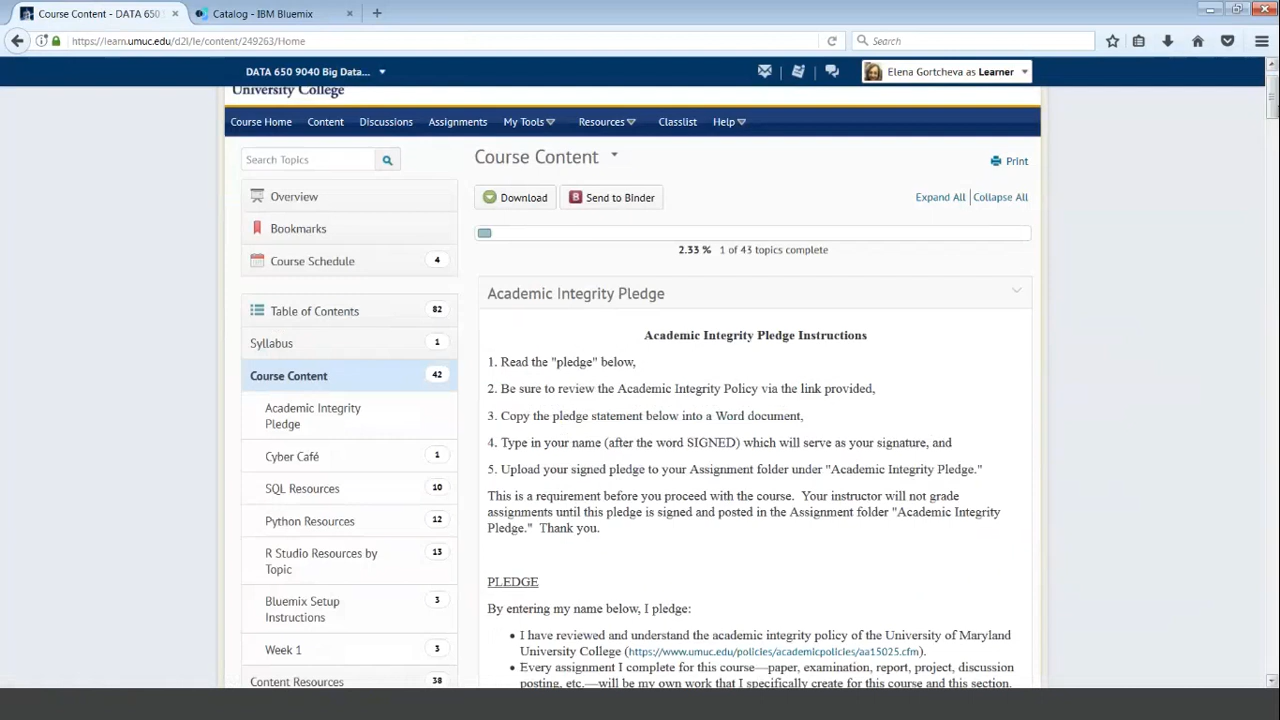 Course Content - DATA 650
Catalog - IBM Bluemix
https://learn.umuc.edu/d2l/le/content/249263/Home
Search
DATA 650 9040 Big Data...
Elena Gortcheva as Learner
University College
Course Home
Content
Discussions
Assignments
My Tools
Resources
Classlist
Help
Search Topics
Overview
Bookmarks
Course Schedule 4
Table of Contents 82
Syllabus 1
Course Content 42
Academic Integrity
Pledge
Cyber Café 1
SQL Resources 10
Python Resources 12
R Studio Resources by 13
Topic
Bluemix Setup 3
Instructions
Week 1 3
Content Resources 38
Course Content
Print
Download
B Send to Binder
Expand All
Collapse All
2.33 % 1 of 43 topics complete
Academic Integrity Pledge
Academic Integrity Pledge Instructions
1. Read the "pledge" below,
2. Be sure to review the Academic Integrity Policy via the link provided,
3. Copy the pledge statement below into a Word document,
4. Type in your name (after the word SIGNED) which will serve as your signature, and
5. Upload your signed pledge to your Assignment folder under "Academic Integrity Pledge."
This is a requirement before you proceed with the course. Your instructor will not grade
assignments until this pledge is signed and posted in the Assignment folder "Academic Integrity
Pledge." Thank you.
PLEDGE
By entering my name below, I pledge:
• I have reviewed and understand the academic integrity policy of the University of Maryland
University College (https://www.umuc.edu/policies/academicpolicies/aa15025.cfm).
• Every assignment I complete for this course—paper, examination, report, project, discussion
posting, etc.—will be my own work that I specifically create for this course and this section.